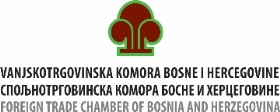 VANJSKOTRGOVINSKA KOMORA BOSNE I HERCEGOVINE
СПОЉНОТРГОВИНСКА КОМОРА БОСНЕ И ХЕРЦЕГОВИНЕ
FOREIGN TRADE CHAMBER OF BOSNIA AND HERZEGOVINA